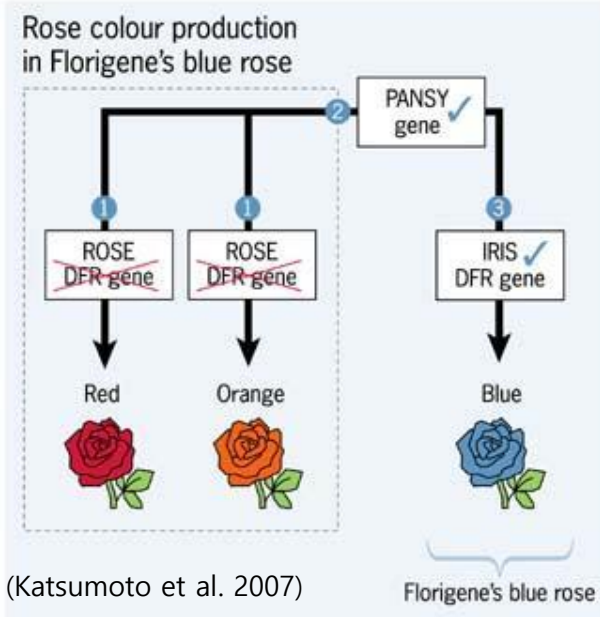 Rose colour production
in Florigene's blue rose
PANSY
gene
2
1
1
3
ROSE
DFR gene
ROSE
DFR gene
IRIS
DFR gene
Red
Orange
Blue
(Katsumoto et al. 2007)
Florigene's blue rose